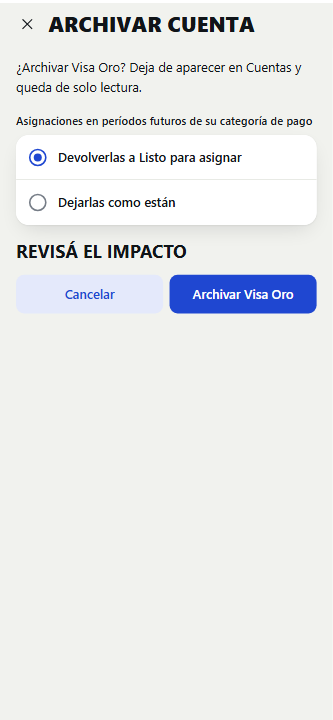 ARCHIVAR CUENTA
¿Archivar Visa Oro? Deja de aparecer en Cuentas y
queda de solo lectura.
Asignaciones en períodos futuros de su categoría de pago
Devolverlas a Listo para asignar
Dejarlas como están
REVISÁ EL IMPACTO
Cancelar
Archivar Visa Oro